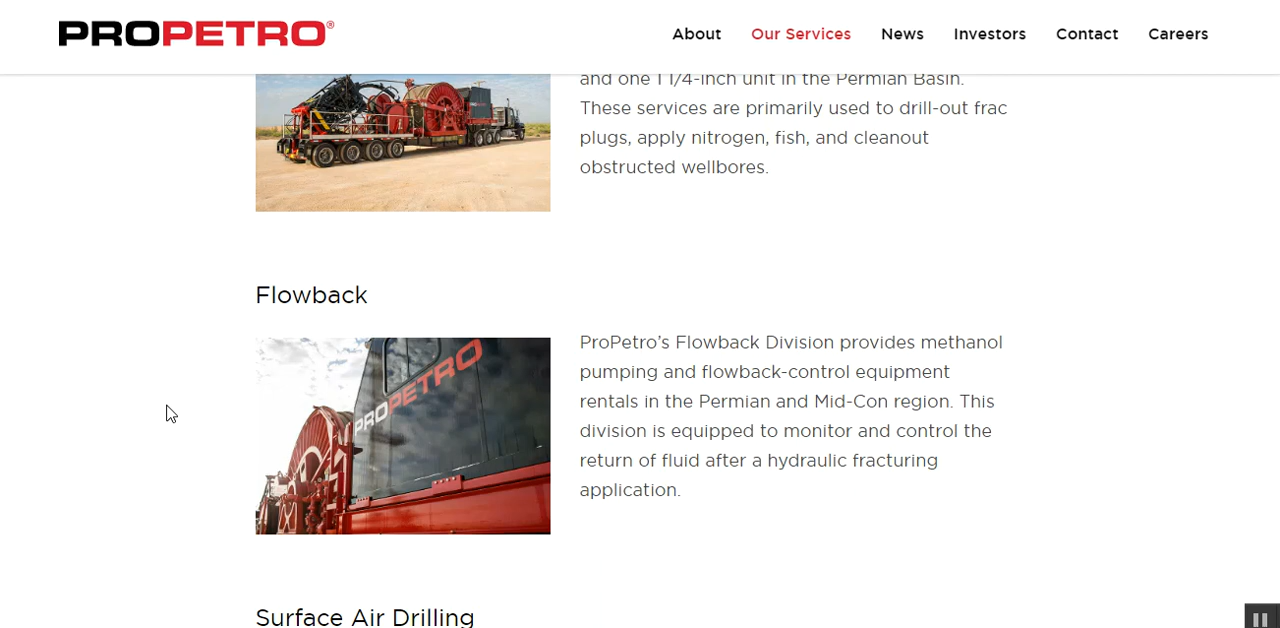 PROPETRO®
About Our Services News Investors Contact Careers
and one 1 1/4-inch unit in the Permian Basin.
These services are primarily used to drill-out frac
plugs, apply nitrogen, fish, and cleanout
obstructed wellbores.
Flowback
PROPETRO
ProPetro’s Flowback Division provides methanol
pumping and flowback-control equipment
rentals in the Permian and Mid-Con region. This
division is equipped to monitor and control the
return of fluid after a hydraulic fracturing
application.
Surface Air Drilling